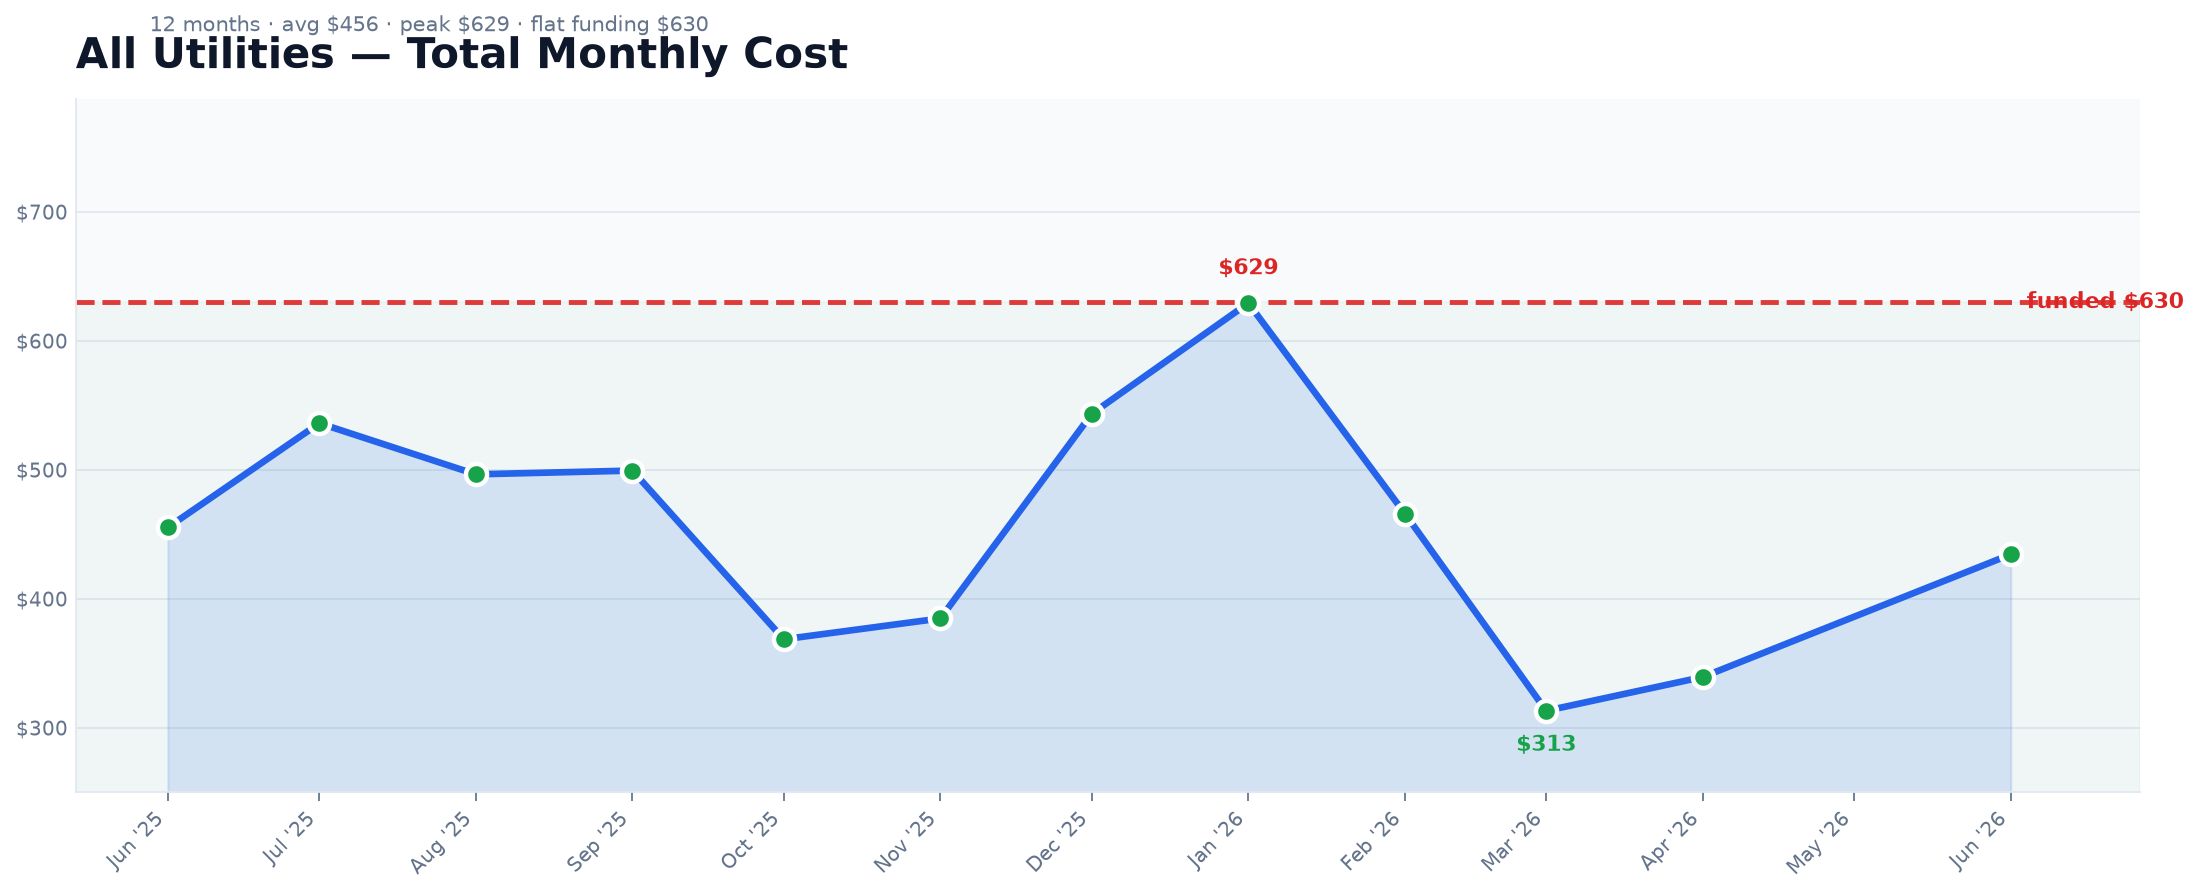 12 months · avg $456 · peak $629 · flat funding $630
All Utilities — Total Monthly Cost
$700
$629
funded $630
$600
$500
$400
$300
$313
Jun '25
Jul '25
Aug '25
Sep '25
Oct '25
Nov '25
Dec '25
Jan '26
Feb '26
Mar '26
Apr '26
May '26
Jun '26